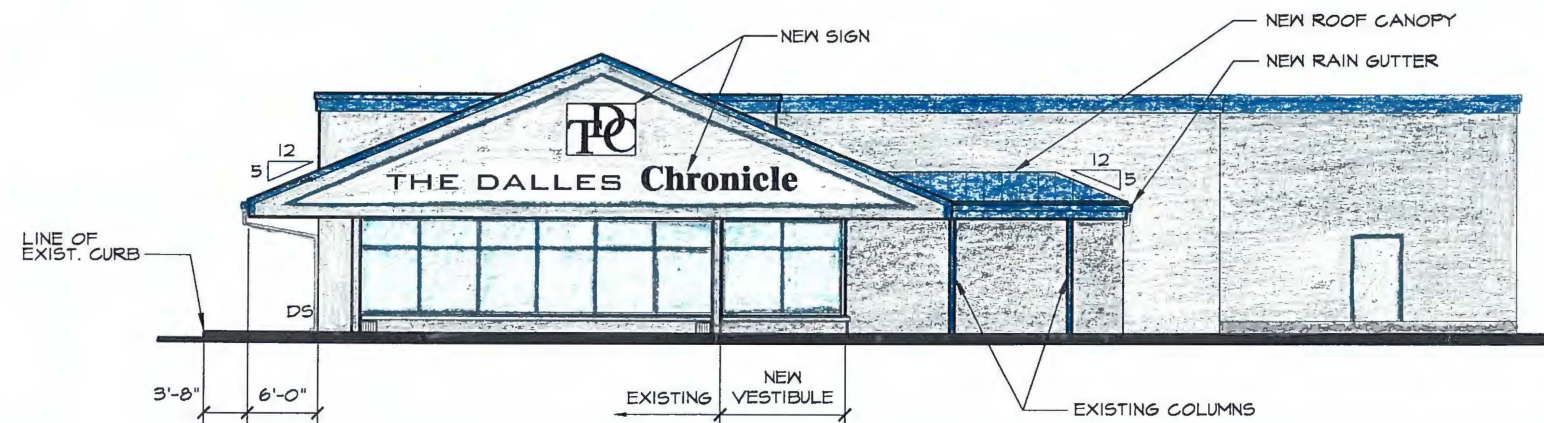 NEW ROOF CANOPY
NEW SIGN
NEW RAIN GUTTER
TDC
12
5
12
5
THE DALLES Chronicle
LINE OF
EXIST. CURB
DS
3'-8"
6'-0"
EXISTING
NEW
VESTIBULE
EXISTING COLUMNS